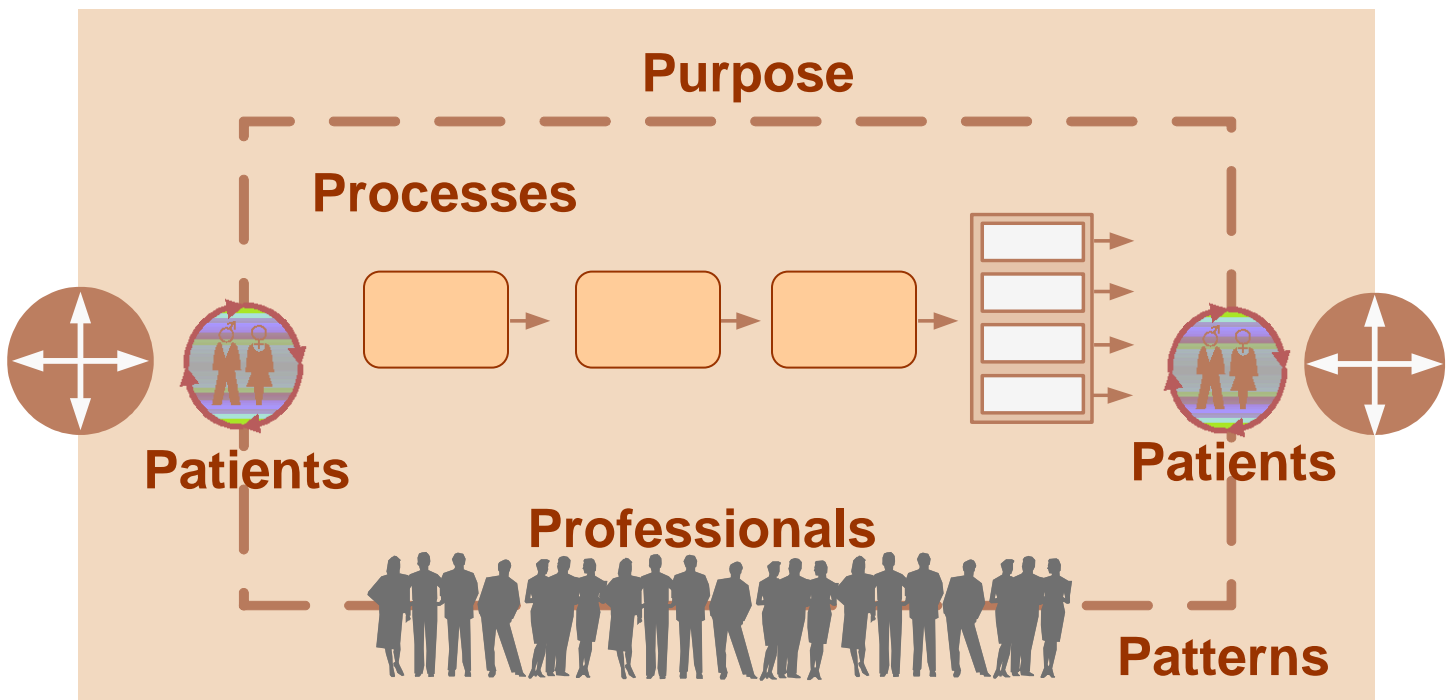 Purpose
Processes
Patients
Patients
Professionals
Patterns